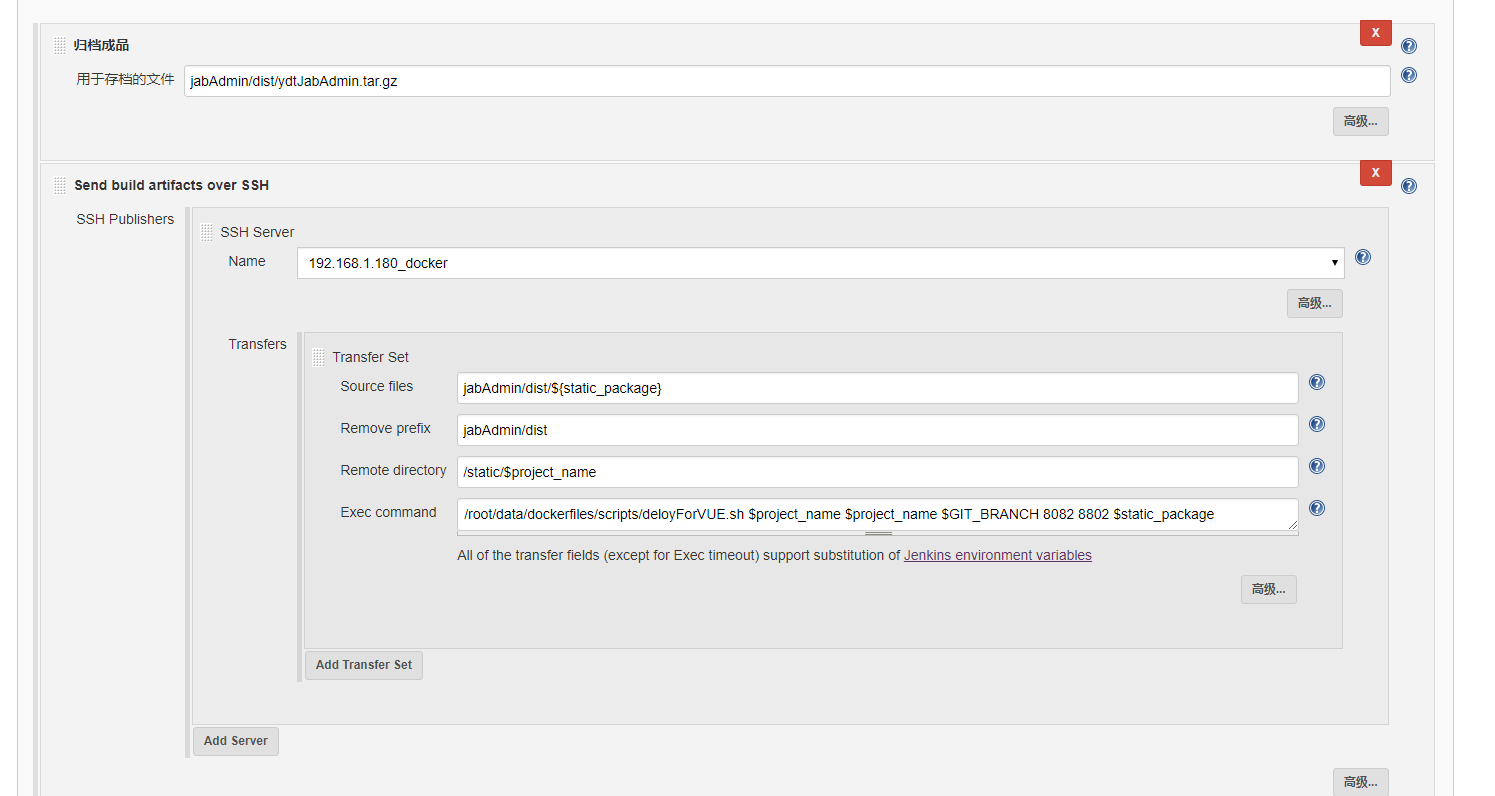 归档成品
X
用于存档的文件
jabAdmin/dist/ydtJabAdmin.tar.gz
高级...
Send build artifacts over SSH
X
SSH Publishers
SSH Server
Name
192.168.1.180_docker
高级...
Transfers
Transfer Set
Source files
jabAdmin/dist/${static_package}
Remove prefix
jabAdmin/dist
Remote directory
/static/$project_name
Exec command
/root/data/dockerfiles/scripts/deloyForVUE.sh $project_name $project_name $GIT_BRANCH 8082 8802 $static_package
All of the transfer fields (except for Exec timeout) support substitution of Jenkins environment variables
高级...
Add Transfer Set
Add Server
高级...